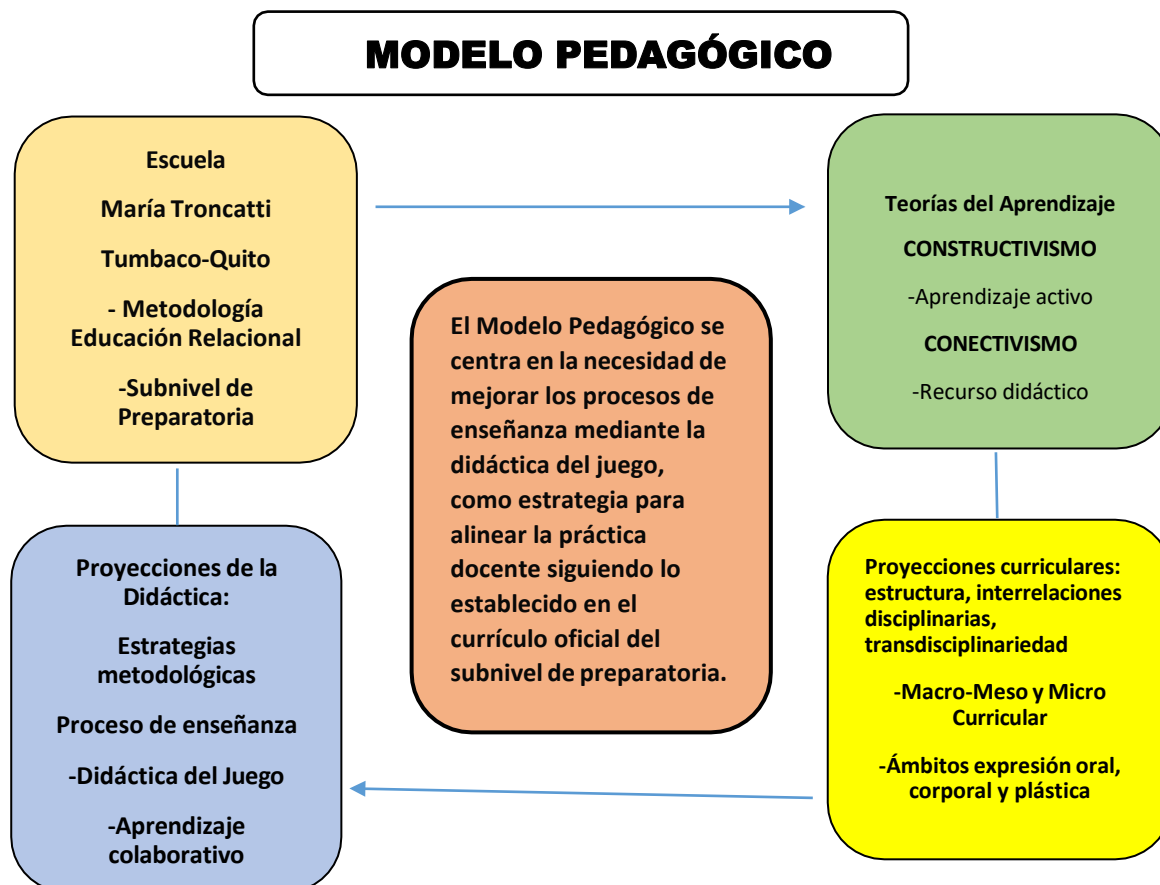 MODELO PEDAGÓGICO
Escuela
María Troncatti
Tumbaco-Quito
- Metodología
Educación Relacional
-Subnivel de
Preparatoria
Teorías del Aprendizaje
CONSTRUCTIVISMO
-Aprendizaje activo
CONECTIVISMO
-Recurso didáctico
El Modelo Pedagógico se
centra en la necesidad de
mejorar los procesos de
enseñanza mediante la
didáctica del juego,
como estrategia para
alinear la práctica
docente siguiendo lo
establecido en el
currículo oficial del
subnivel de preparatoria.
Proyecciones de la
Didáctica:
Estrategias
metodológicas
Proceso de enseñanza
-Didáctica del Juego
-Aprendizaje
colaborativo
Proyecciones curriculares:
estructura, interrelaciones
disciplinarias,
transdisciplinariedad
-Macro-Meso y Micro
Curricular
-Ámbitos expresión oral,
corporal y plástica